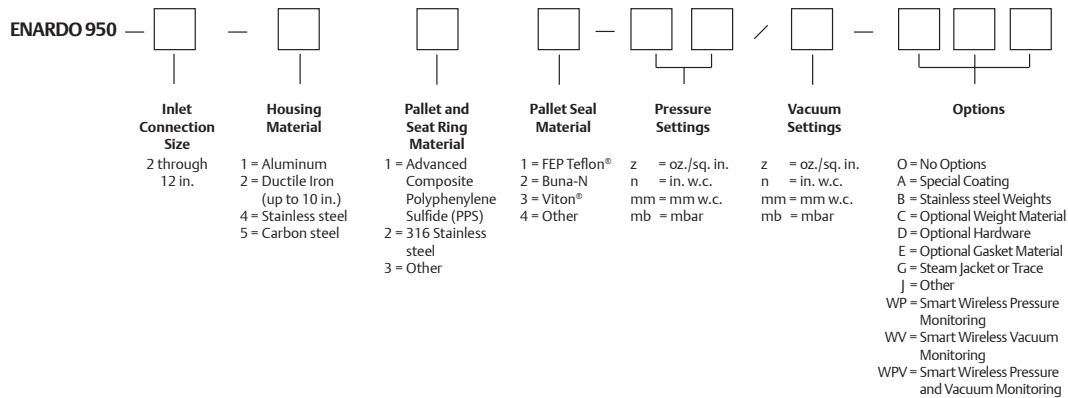 ENARDO 950 — — — / —
Inlet
Connection
Size
2 through
12 in.
Housing
Material
1 = Aluminum
2 = Ductile Iron
(up to 10 in.)
4 = Stainless steel
5 = Carbon steel
Pallet and
Seat Ring
Material
1 = Advanced
Composite
Polyphenylene
Sulfide (PPS)
2 = 316 Stainless
steel
3 = Other
Pallet Seal
Material
1 = FEP Teflon®
2 = Buna-N
3 = Viton®
4 = Other
Pressure
Settings
z = oz./sq. in.
n = in. w.c.
mm = mm w.c.
mb = mbar
Vacuum
Settings
z = oz./sq. in.
n = in. w.c.
mm = mm w.c.
mb = mbar
Options
O = No Options
A = Special Coating
B = Stainless steel Weights
C = Optional Weight Material
D = Optional Hardware
E = Optional Gasket Material
G = Steam Jacket or Trace
J = Other
WP = Smart Wireless Pressure
Monitoring
WV = Smart Wireless Vacuum
Monitoring
WPV = Smart Wireless Pressure
and Vacuum Monitoring